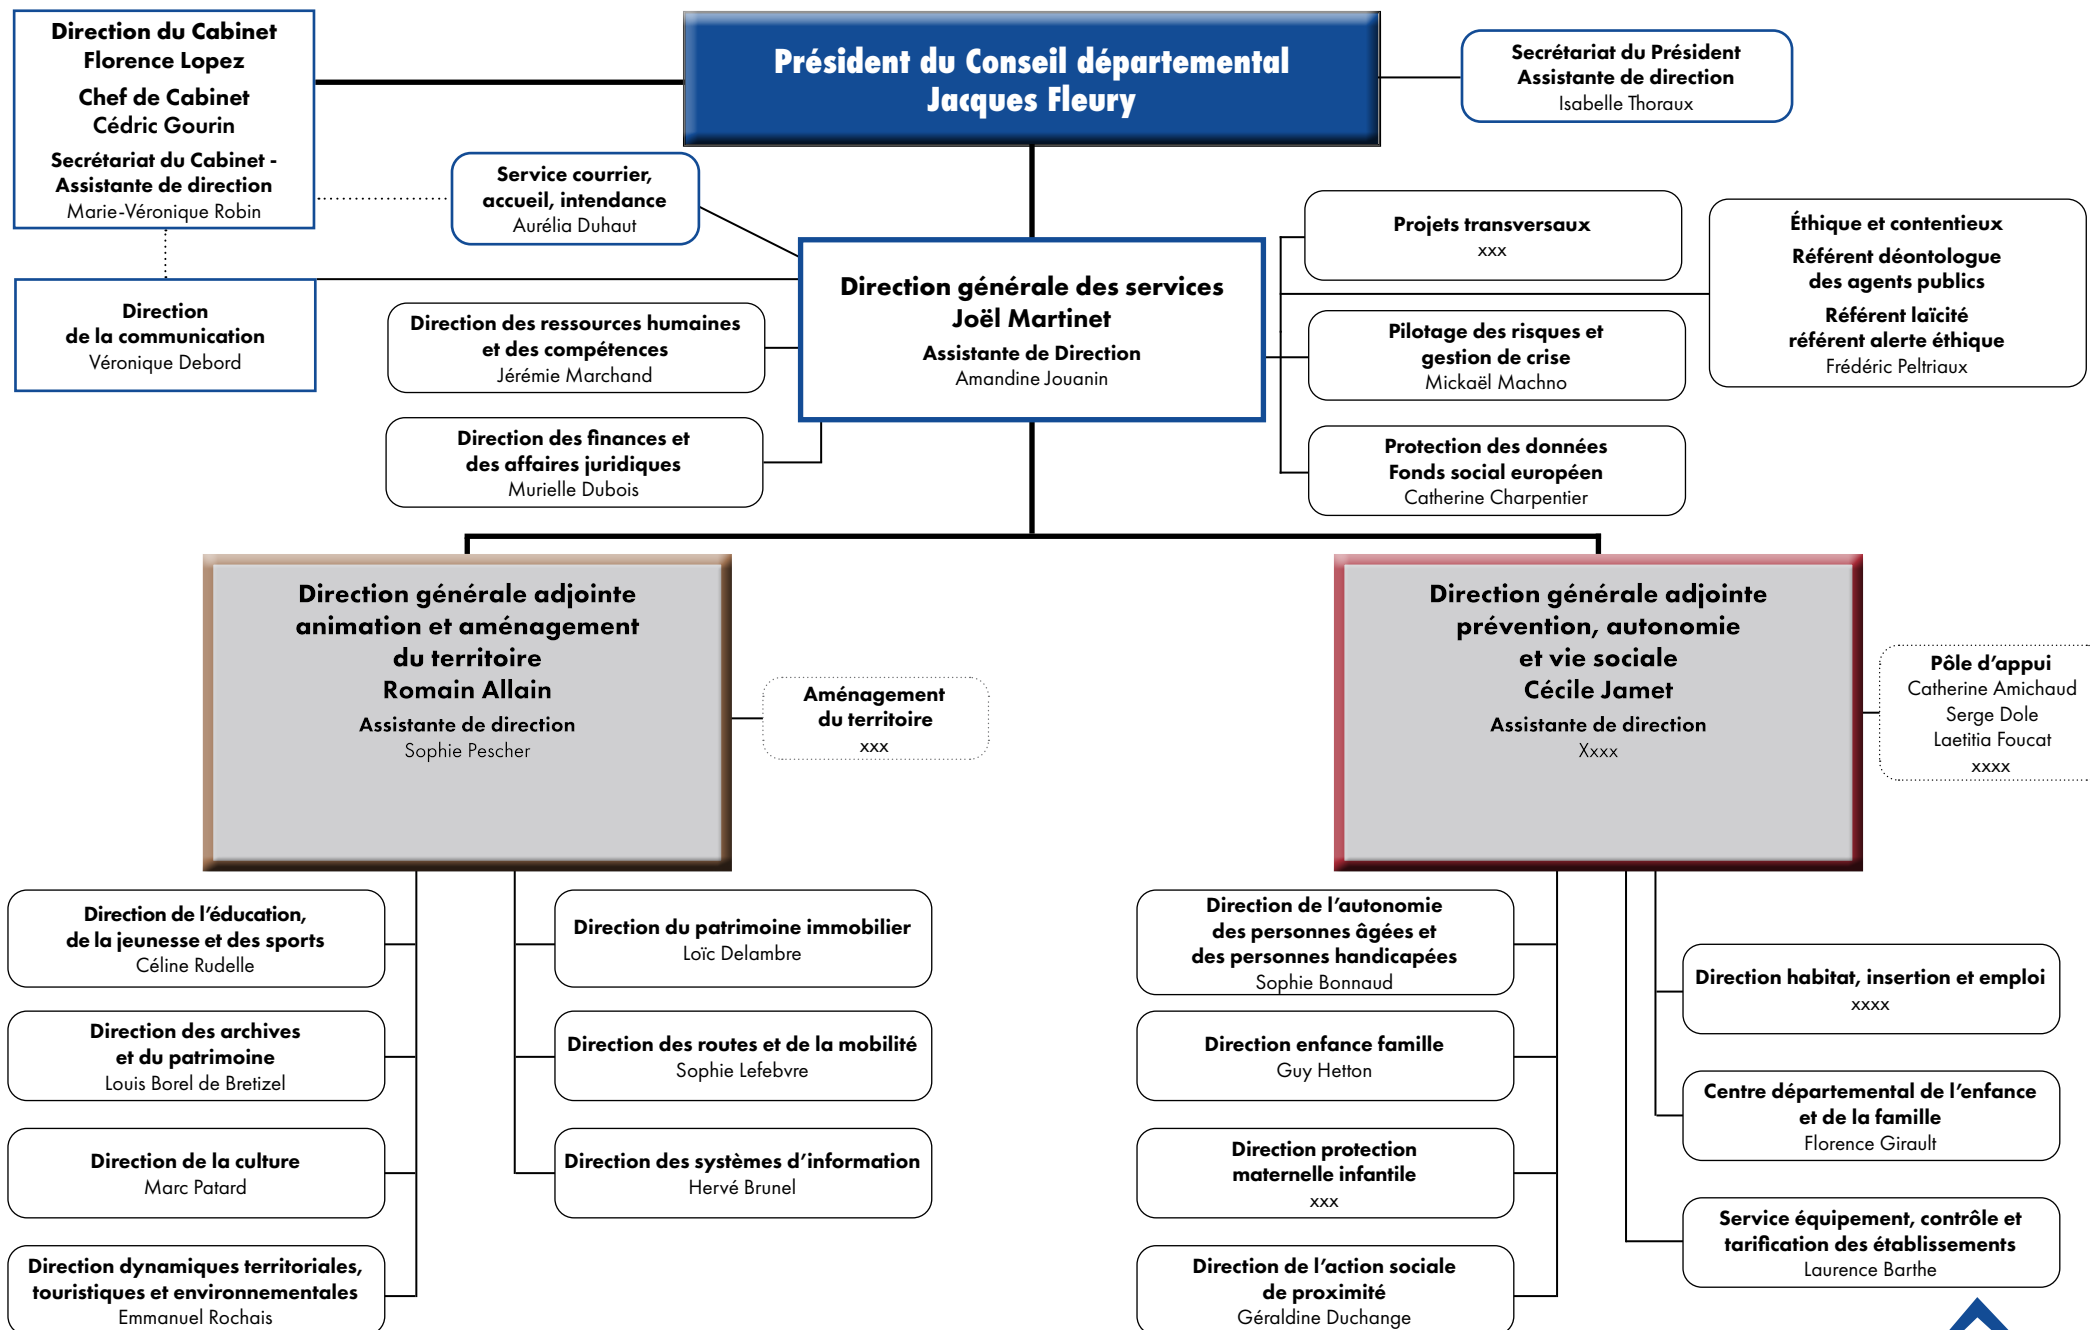 Direction du Cabinet
Florence Lopez
Chef de Cabinet
Cédric Gourin
Secrétariat du Cabinet -
Assistante de direction
Marie-Véronique Robin
Président du Conseil départemental
Jacques Fleury
Secrétariat du Président
Assistante de direction
Isabelle Thoraux
Service courrier,
accueil, intendance
Aurélia Duhaut
Direction
de la communication
Véronique Debord
Direction générale des services
Joël Martinet
Assistante de Direction
Amandine Jouanin
Direction des ressources humaines
et des compétences
Jérémie Marchand
Direction des finances et
des affaires juridiques
Murielle Dubois
Projets transversaux
xxx
Pilotage des risques et
gestion de crise
Mickaël Machno
Protection des données
Fonds social européen
Catherine Charpentier
Éthique et contentieux
Référent déontologue
des agents publics
Référent laïcité
référent alerte éthique
Frédéric Peltriaux
Direction générale adjointe
animation et aménagement
du territoire
Romain Allain
Assistante de direction
Sophie Pescher
Aménagement
du territoire
xxx
Direction générale adjointe
prévention, autonomie
et vie sociale
Cécile Jamet
Assistante de direction
Xxxx
Pôle d'appui
Catherine Amichaud
Serge Dole
Laetitia Foucat
xxxx
Direction de l'éducation,
de la jeunesse et des sports
Céline Rudelle
Direction des archives
et du patrimoine
Louis Borel de Bretizel
Direction de la culture
Marc Patard
Direction dynamiques territoriales,
touristiques et environnementales
Emmanuel Rochais
Direction du patrimoine immobilier
Loïc Delambre
Direction des routes et de la mobilité
Sophie Lefebvre
Direction des systèmes d'information
Hervé Brunel
Direction de l'autonomie
des personnes âgées et
des personnes handicapées
Sophie Bonnaud
Direction enfance famille
Guy Hetton
Direction protection
maternelle infantile
xxx
Direction de l'action sociale
de proximité
Géraldine Duchange
Direction habitat, insertion et emploi
xxxx
Centre départemental de l'enfance
et de la famille
Florence Girault
Service équipement, contrôle et
tarification des établissements
Laurence Barthe